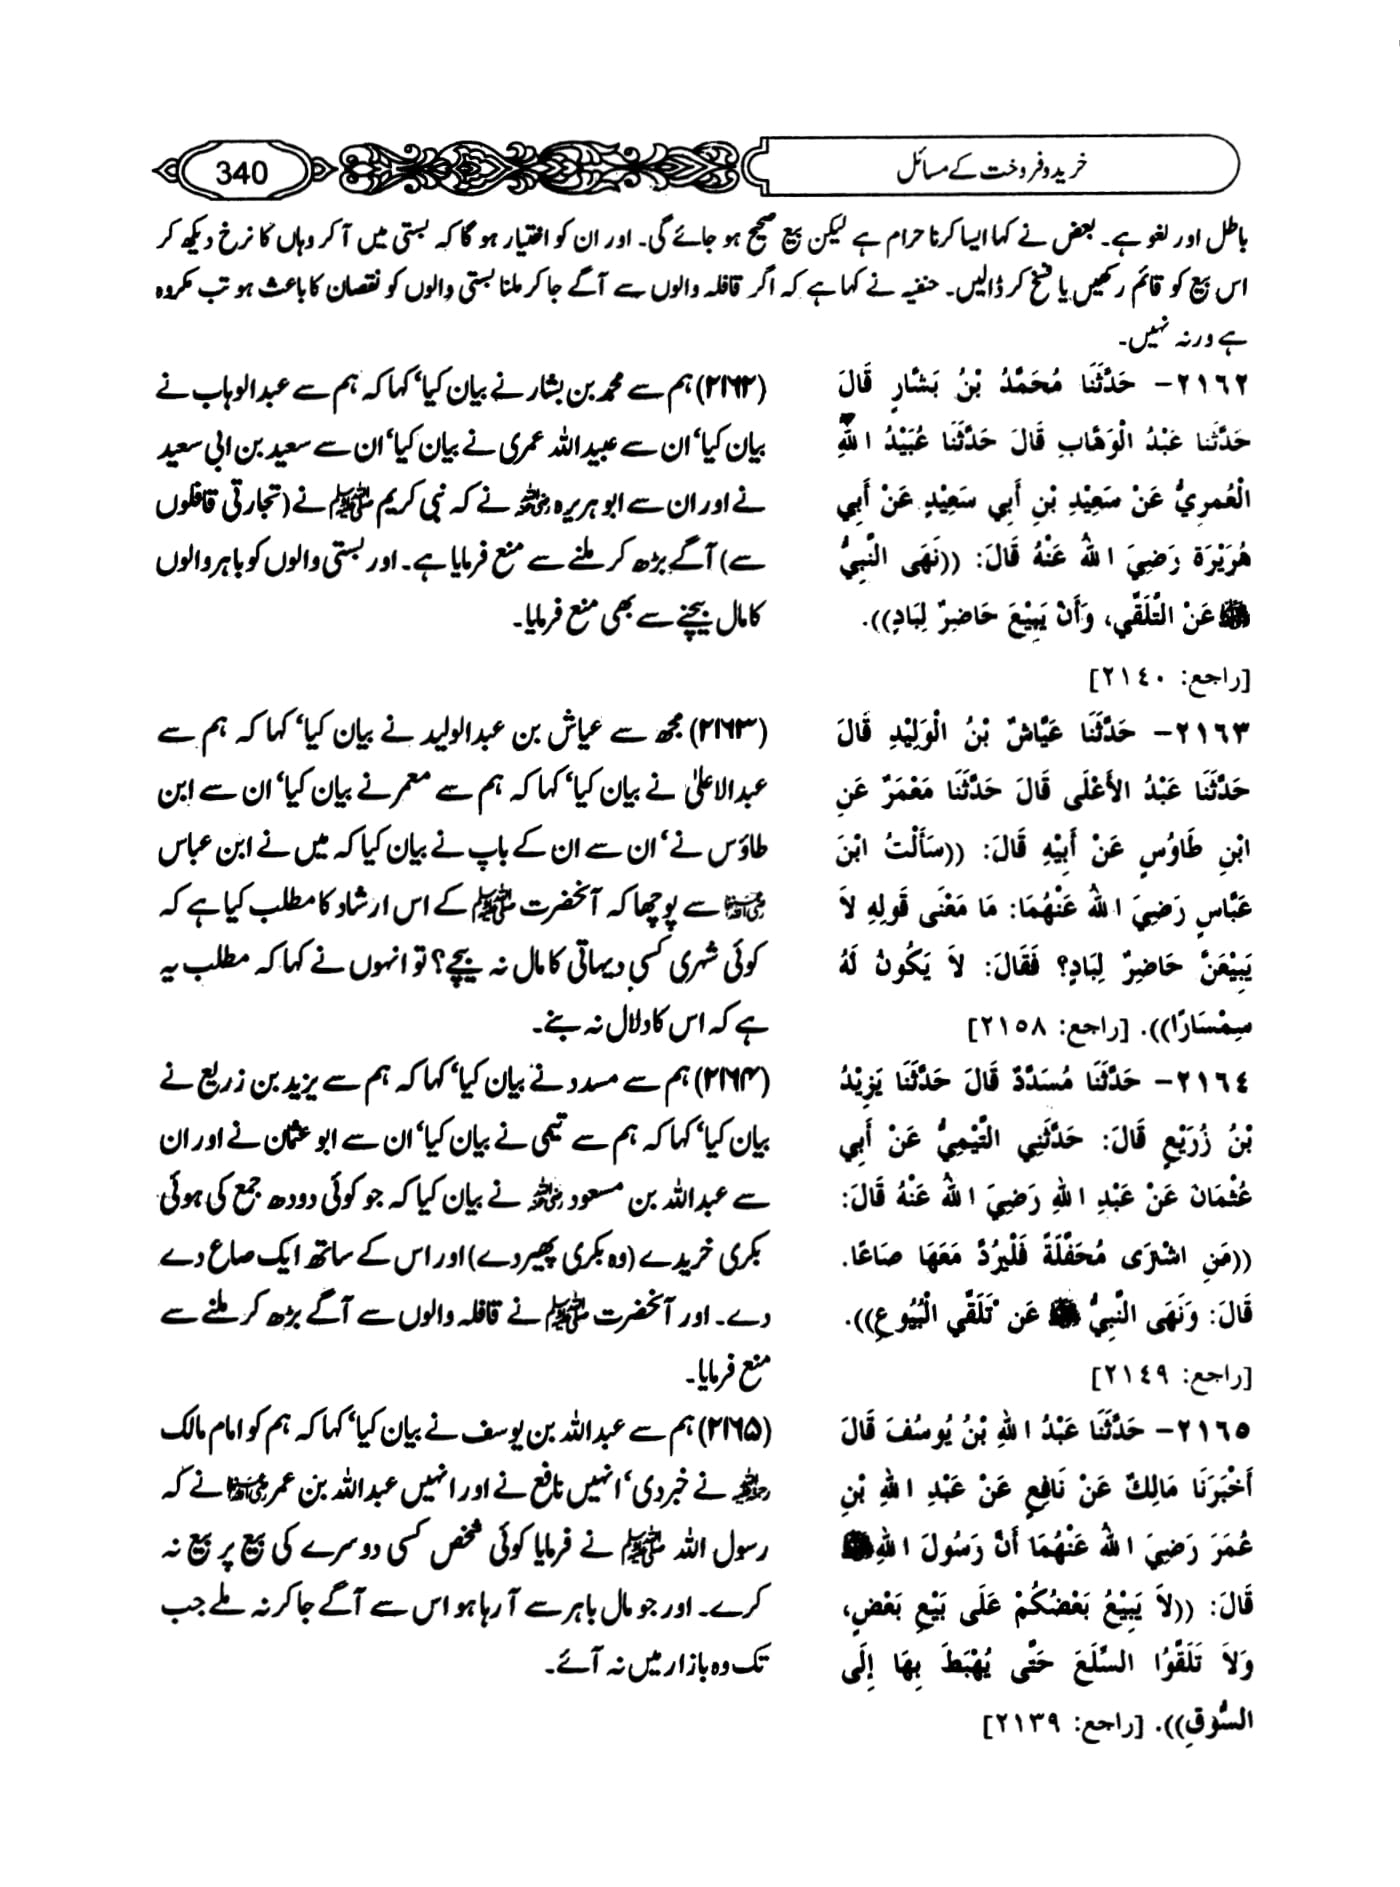 خرید و فروخت کے مسائل
340
باطل اور لغو ہے۔ بعض نے کہا ایسا کرنا حرام ہے لیکن بیع صحیح ہو جائے گی۔ اور ان کو اختیار ہو گا کہ بستی میں آ کر وہاں کا نرخ دیکھ کر
اس بیع کو قائم رکھیں یا فسخ کر ڈالیں۔ حنفیہ نے کہا ہے کہ اگر قافلہ والوں سے آگے جا کر ملنا بستی والوں کو نقصان کا باعث ہو تب مکروہ
ہے ورنہ نہیں۔
٢١٦٢– حَدَّثَنَا مُحَمَّدُ بْنُ بَشَّارٍ قَالَ
حَدَّثَنا عَبْدُ الْوَهَّابِ قَالَ حَدَّثَنَا عُبَيْدُ اللهِ
الْعُمرِيُّ عَنْ سَعِيْدِ بْنِ أَبِي سَعِيْدٍ عَنْ أَبِي
هُرَيْرَةَ رَضِيَ اللهُ عَنْهُ قَالَ: ((نَهَى النَّبِيُّ
ﷺ عَنْ التَّلَقِّي، وَأَنْ يَبِيْعَ حَاضِرٌ لِبَادٍ)).
[راجع: ٢١٤٠]
٢١٦٣– حَدَّثَنَا عَيَّاشٌ بْنُ الْوَلِيْدِ قَالَ
حَدَّثَنَا عَبْدُ الأَعْلَى قَالَ حَدَّثَنَا مَعْمَرٌ عَنِ
ابْنِ طَاوُسٍ عَنْ أَبِيْهِ قَالَ: ((سَأَلْتُ ابْنَ
عَبَّاسٍ رَضِيَ اللهُ عَنْهُمَا: مَا مَعْنَى قَولِهِ لاَ
يَبِيْعَنَّ حَاضِرٌ لِبَادٍ؟ فَقَالَ: لاَ يَكُونُ لَهُ
سِمْسَارًا)). [راجع: ٢١٥٨]
٢١٦٤– حَدَّثَنَا مُسَدَّدٌ قَالَ حَدَّثَنَا يَزِيْدُ
بْنُ زُرَيْعٍ قَالَ: حَدَّثَنِي التَّيْمِيُّ عَنْ أَبِي
عُثْمَانَ عَنْ عَبْدِ اللهِ رَضِيَ اللهُ عَنْهُ قَالَ:
((مَنِ اشْتَرَى مُحَفَّلَةً فَلْيَرُدَّ مَعَهَا صَاعًا.
قَالَ: وَنَهَى النَّبِيُّ ﷺ عَن تَلَقِّي الْبُيُوعِ)).
[راجع: ٢١٤٩]
٢١٦٥– حَدَّثَنَا عَبْدُ اللهِ بْنُ يُوسُفَ قَالَ
أَخْبَرَنَا مَالِكٌ عَنْ نَافِعٍ عَنْ عَبْدِ اللهِ بْنِ
عُمَرَ رَضِيَ اللهُ عَنْهُمَا أَنَّ رَسُولَ اللهِ ﷺ
قَالَ: ((لاَ يَبِيْعُ بَعْضُكُمْ عَلَى بَيْعِ بَعْضٍ،
وَلاَ تَلَقَّوُا السِّلَعَ حَتَّى يُهْبَطَ بِهَا إِلَى
السُّوقِ)). [راجع: ٢١٣٩]
(۲۱۶۲) ہم سے محمد بن بشار نے بیان کیا‘ کہا کہ ہم سے عبدالوہاب نے
بیان کیا‘ ان سے عبیداللہ عمری نے بیان کیا‘ ان سے سعید بن ابی سعید
نے اور ان سے ابو ہریرہ رضی اللہ عنہ نے کہ نبی کریم ﷺ نے (تجارتی قافلوں
سے) آگے بڑھ کر ملنے سے منع فرمایا ہے۔ اور بستی والوں کو باہر والوں
کا مال بیچنے سے بھی منع فرمایا۔
(۲۱۶۳) مجھ سے عیاش بن عبدالولید نے بیان کیا‘ کہا کہ ہم سے
عبدالاعلیٰ نے بیان کیا‘ کہا کہ ہم سے معمر نے بیان کیا‘ ان سے ابن
طاؤس نے‘ ان سے ان کے باپ نے بیان کیا کہ میں نے ابن عباس
رضی اللہ عنہما سے پوچھا کہ آنحضرت ﷺ کے اس ارشاد کا مطلب کیا ہے کہ
کوئی شہری کسی دیہاتی کا مال نہ بیچے؟ تو انہوں نے کہا کہ مطلب یہ
ہے کہ اس کا دلال نہ بنے۔
(۲۱۶۴) ہم سے مسدد نے بیان کیا‘ کہا کہ ہم سے یزید بن زریع نے
بیان کیا‘ کہا کہ ہم سے تیمی نے بیان کیا‘ ان سے ابو عثمان نے اور ان
سے عبداللہ بن مسعود رضی اللہ عنہ نے بیان کیا کہ جو کوئی دودھ جمع کی ہوئی
بکری خریدے (وہ بکری پھیر دے) اور اس کے ساتھ ایک صاع دے
دے۔ اور آنحضرت ﷺ نے قافلہ والوں سے آگے بڑھ کر ملنے سے
منع فرمایا۔
(۲۱۶۵) ہم سے عبداللہ بن یوسف نے بیان کیا‘ کہا کہ ہم کو امام مالک
رحمہ اللہ نے خبر دی‘ انہیں نافع نے اور انہیں عبداللہ بن عمر رضی اللہ عنہما نے کہ
رسول اللہ ﷺ نے فرمایا کوئی شخص کسی دوسرے کی بیع پر بیع نہ
کرے۔ اور جو مال باہر سے آ رہا ہو اس سے آگے جا کر نہ ملے جب
تک وہ بازار میں نہ آئے۔